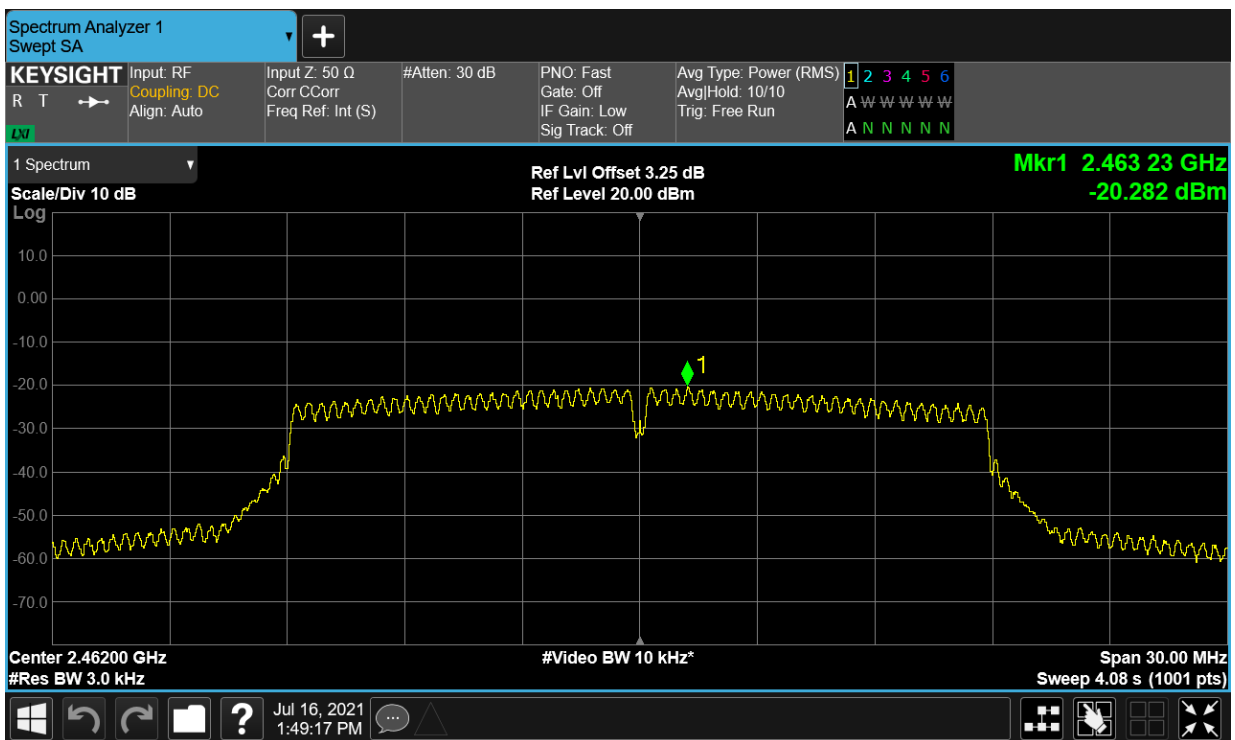 Spectrum Analyzer 1
Swept SA
KEYSIGHT
R T
LXI
Input: RF
Coupling: DC
Align: Auto
Input Z: 50 Ω
Corr CCorr
Freq Ref: Int (S)
#Atten: 30 dB
PNO: Fast
Gate: Off
IF Gain: Low
Sig Track: Off
Avg Type: Power (RMS)
Avg|Hold: 10/10
Trig: Free Run
1 2 3 4 5 6
A W W W W W
A N N N N N
1 Spectrum
Scale/Div 10 dB
Log
Ref Lvl Offset 3.25 dB
Ref Level 20.00 dBm
Mkr1 2.463 23 GHz
-20.282 dBm
10.0
0.00
-10.0
-20.0
-30.0
-40.0
-50.0
-60.0
-70.0
1
Center 2.46200 GHz
#Res BW 3.0 kHz
#Video BW 10 kHz*
Span 30.00 MHz
Sweep 4.08 s (1001 pts)
?
Jul 16, 2021
1:49:17 PM